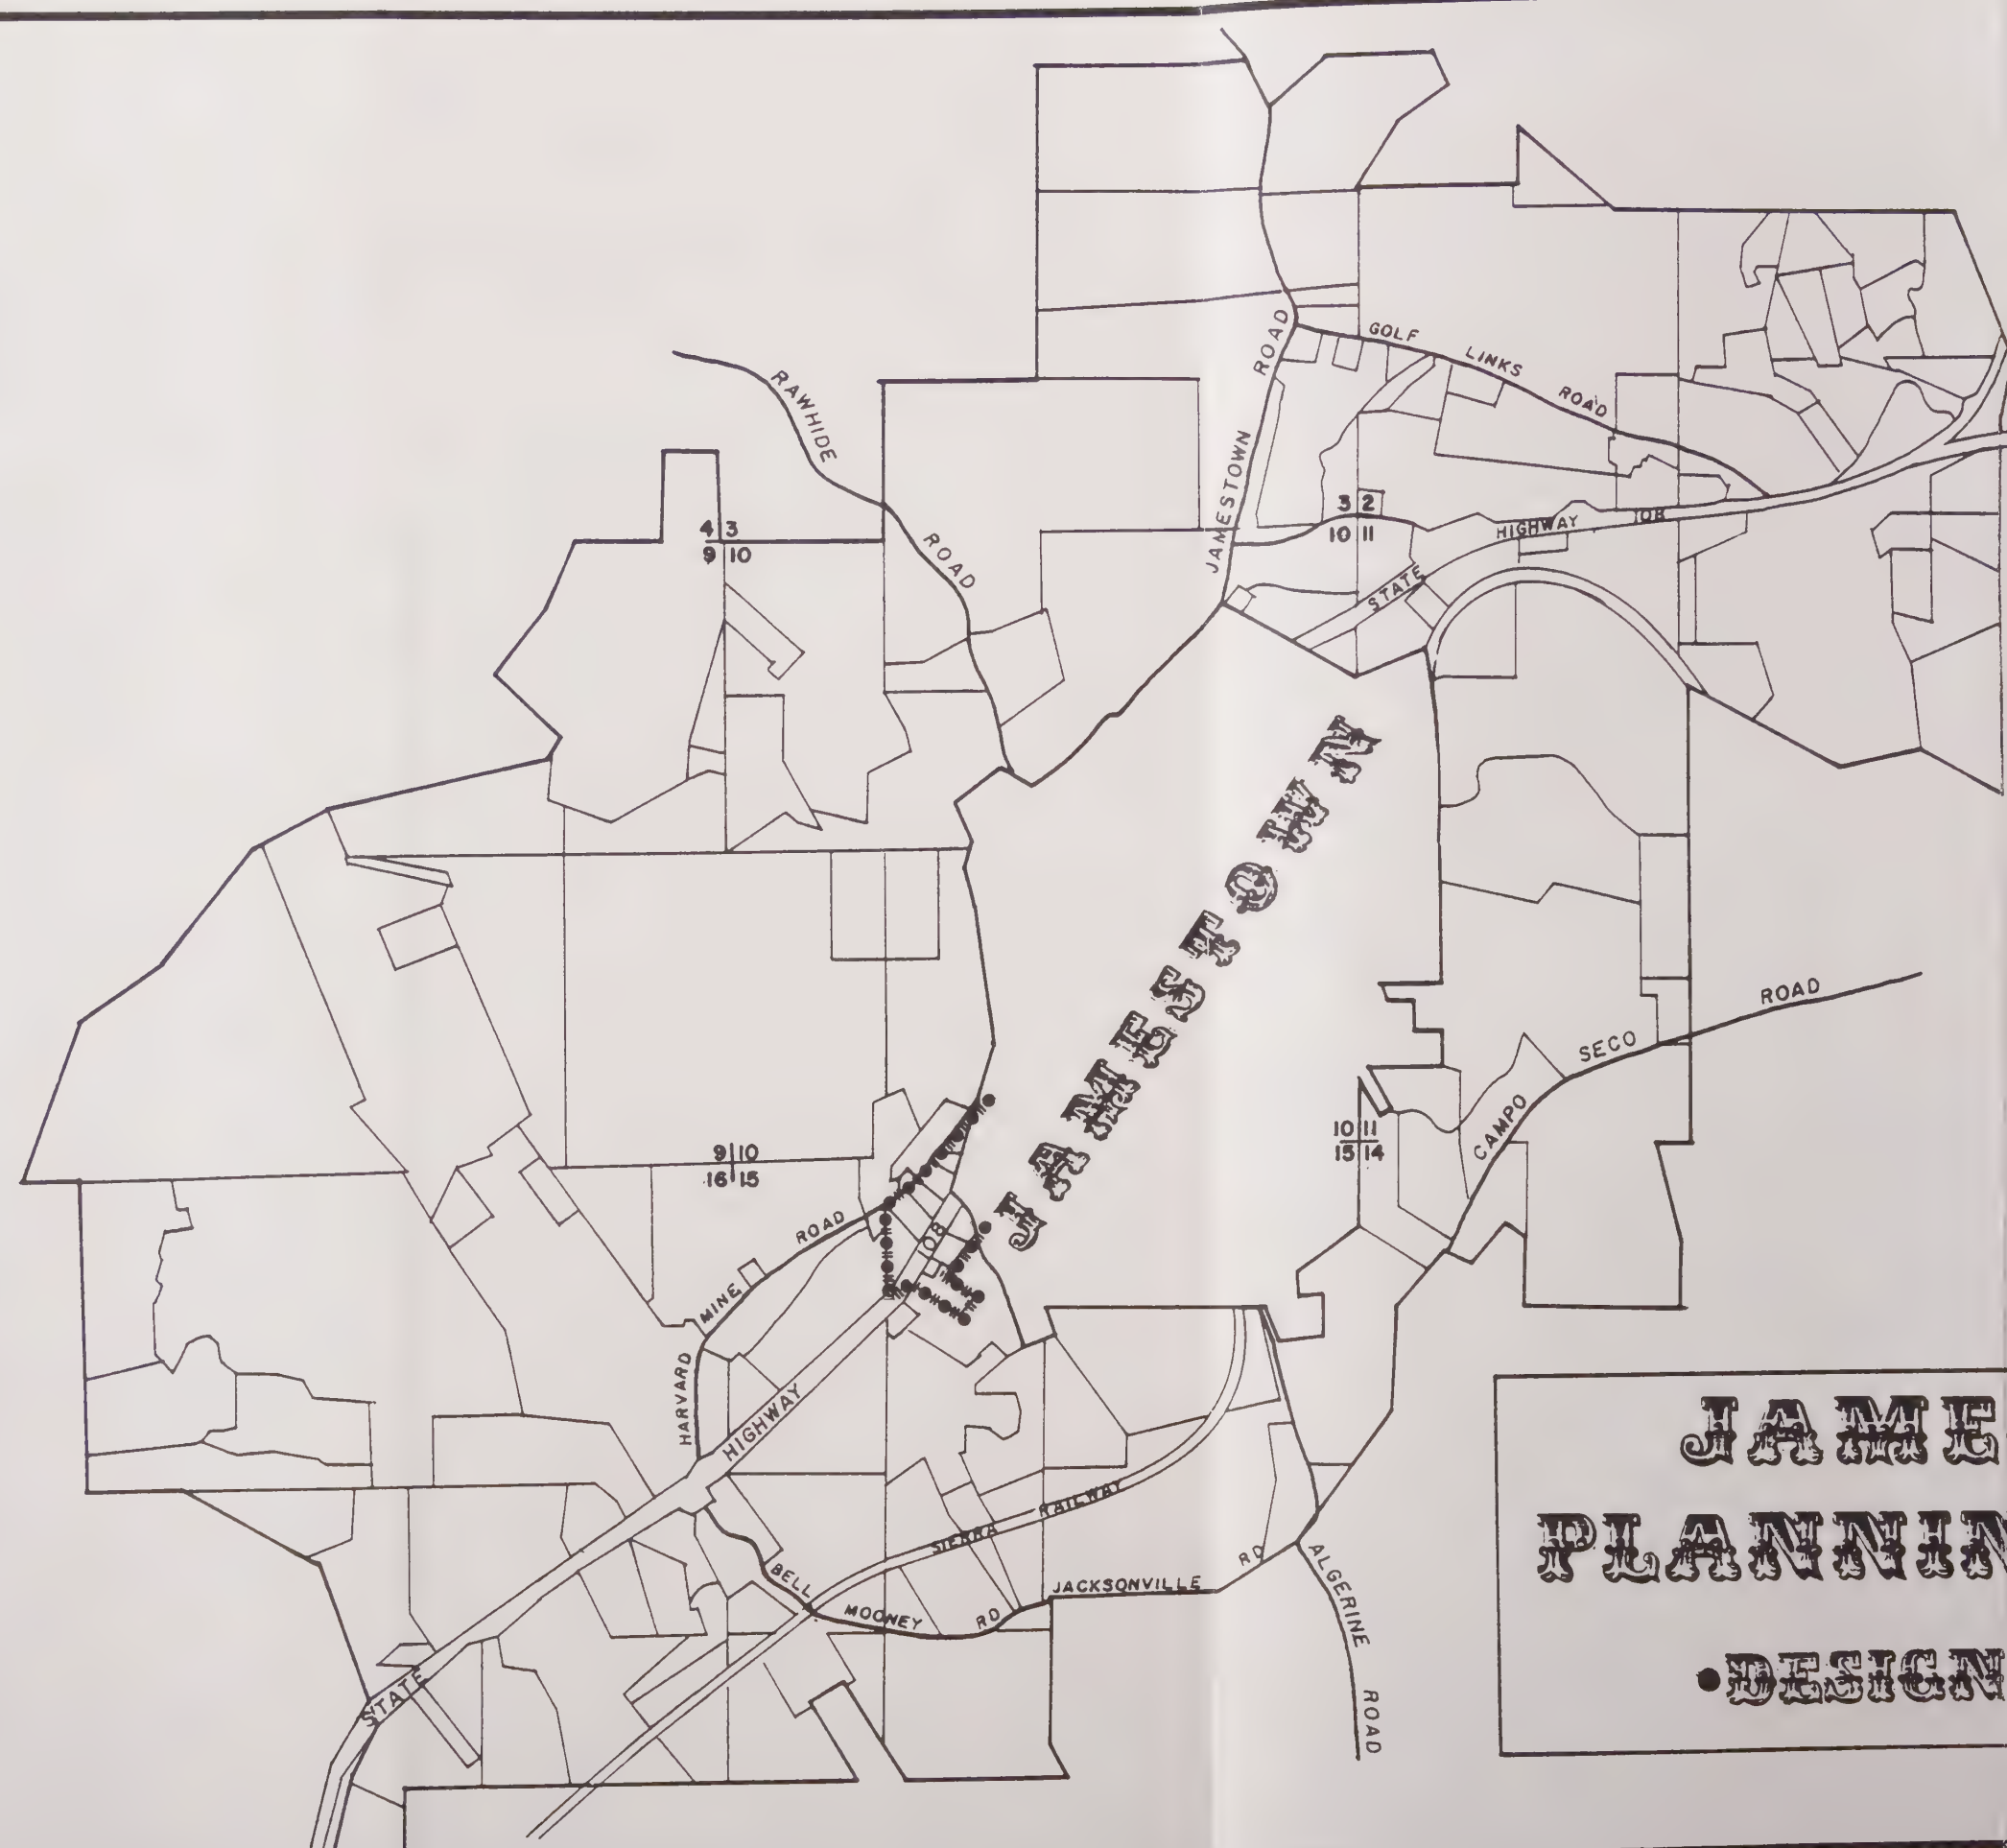 GOLF LINKS ROAD
JAMESTOWN ROAD
RAWHIDE ROAD
3 2
10 11
4 3
9 10
STATE HIGHWAY 108
JAMESTOWN
CAMPO SECO ROAD
10 11
15 14
9 10
16 15
HARVARD MINE ROAD
STATE HIGHWAY 108
SIERRA RAILWAY
BELL MOONEY RD
JACKSONVILLE RD
ALGERINE ROAD
JAME
PLANNIN
•DESIGN